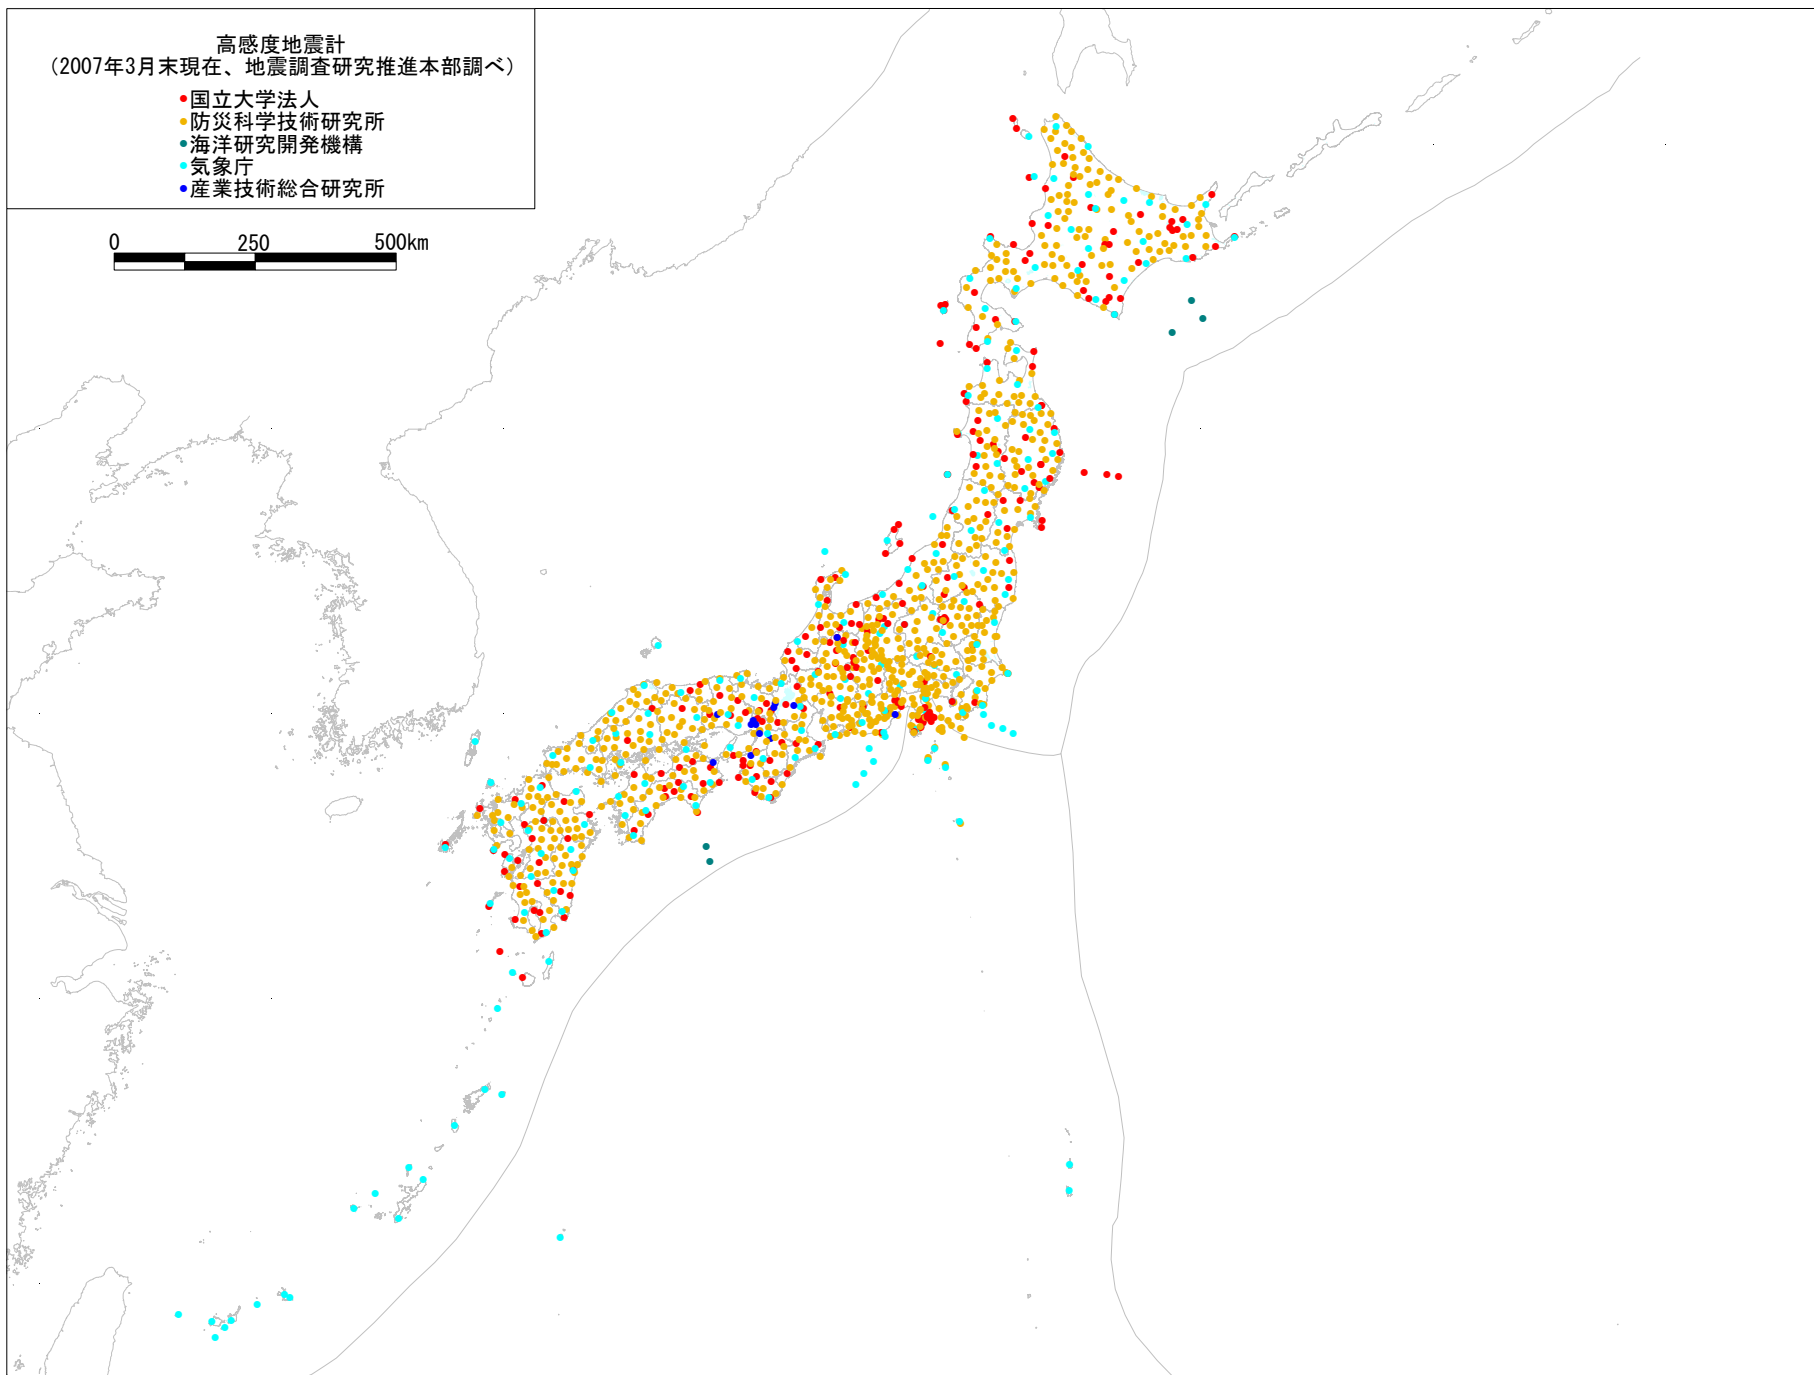 高感度地震計
（2007年3月末現在、地震調査研究推進本部調べ）
国立大学法人
防災科学技術研究所
海洋研究開発機構
気象庁
産業技術総合研究所
0 250 500km